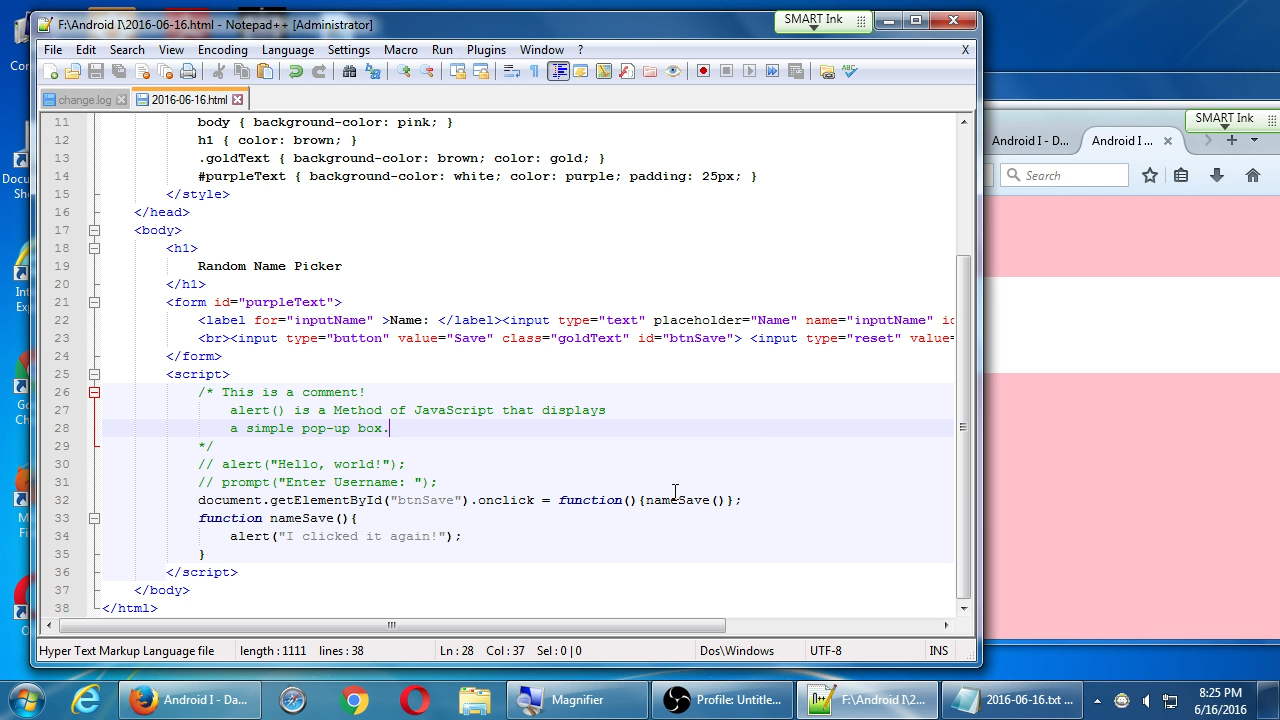 F:\Android I\2016-06-16.html - Notepad++ [Administrator]
SMART Ink
File Edit Search View Encoding Language Settings Macro Run Plugins Window ? X
change.log 2016-06-16.html
11 body { background-color: pink; }
12 h1 { color: brown; }
13 .goldText { background-color: brown; color: gold; }
14 #purpleText { background-color: white; color: purple; padding: 25px; }
15 </style>
16 </head>
17 <body>
18 <h1>
19 Random Name Picker
20 </h1>
21 <form id="purpleText">
22 <label for="inputName" >Name: </label><input type="text" placeholder="Name" name="inputName"
23 <br><input type="button" value="Save" class="goldText" id="btnSave"> <input type="reset" value=
24 </form>
25 <script>
26 /* This is a comment!
27 alert() is a Method of JavaScript that displays
28 a simple pop-up box.
29 */
30 // alert("Hello, world!");
31 // prompt("Enter Username: ");
32 document.getElementById("btnSave").onclick = function(){nameSave()};
33 function nameSave(){
34 alert("I clicked it again!");
35 }
36 </script>
37 </body>
38 </html>
Hyper Text Markup Language file length : 1111 lines : 38 Ln : 28 Col : 37 Sel : 0 | 0 Dos\Windows UTF-8 INS
SMART Ink
Android I - D... Android I ...
Search
Android I - Da... Magnifier Profile: Untitle... F:\Android I\2... 2016-06-16.txt ...
8:25 PM
6/16/2016